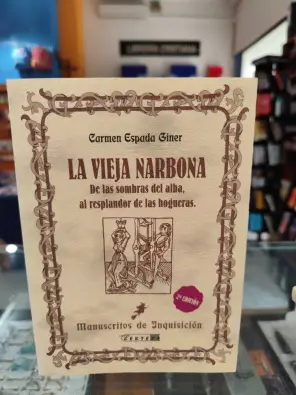 Carmen Espada Giner
LA VIEJA NARBONA
De las sombras del alba,
al resplandor de las hogueras.
2ª EDICIÓN
Manuscritos de Inquisición